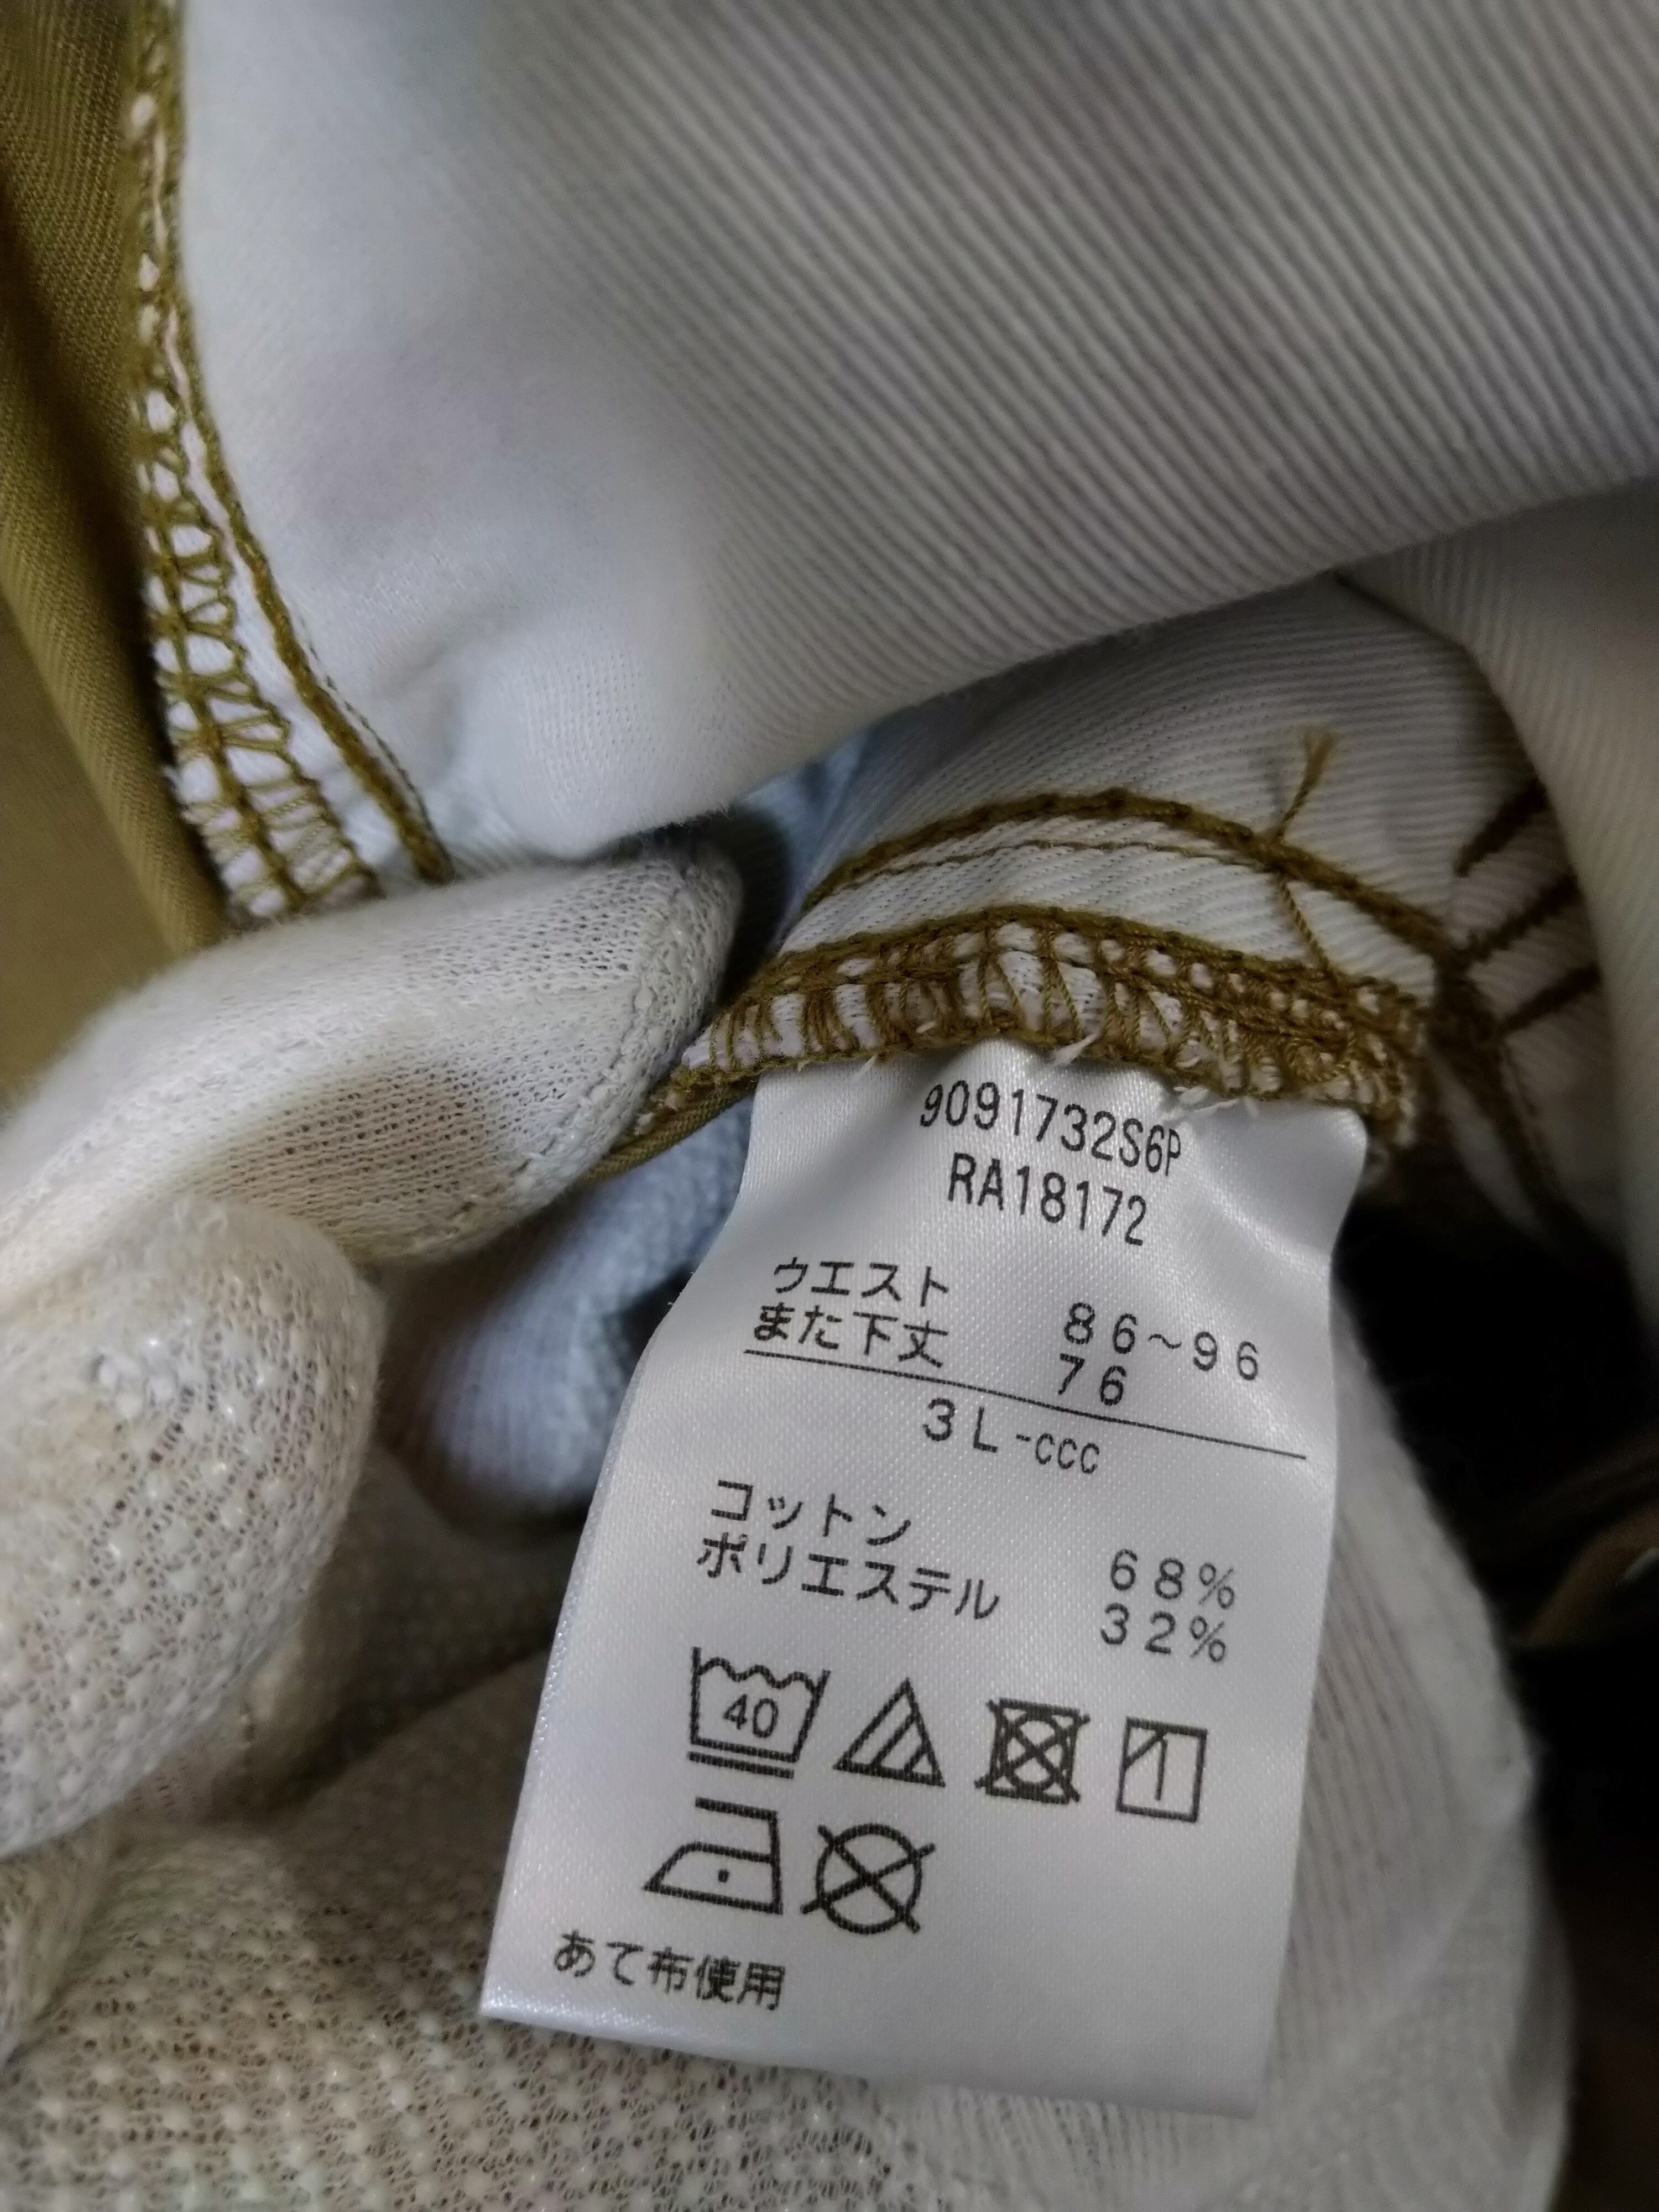 9091732S6P
RA18172
ウエスト 86~96
また下丈 76
3L-ccc
コットン 68%
ポリエステル 32%
40
あて布使用